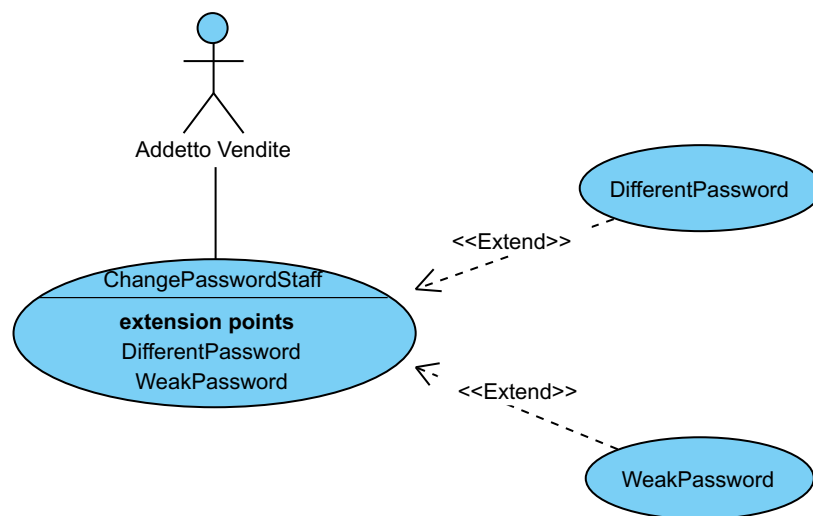 Addetto Vendite
DifferentPassword
<<Extend>>
ChangePasswordStaff
extension points
DifferentPassword
WeakPassword
<<Extend>>
WeakPassword